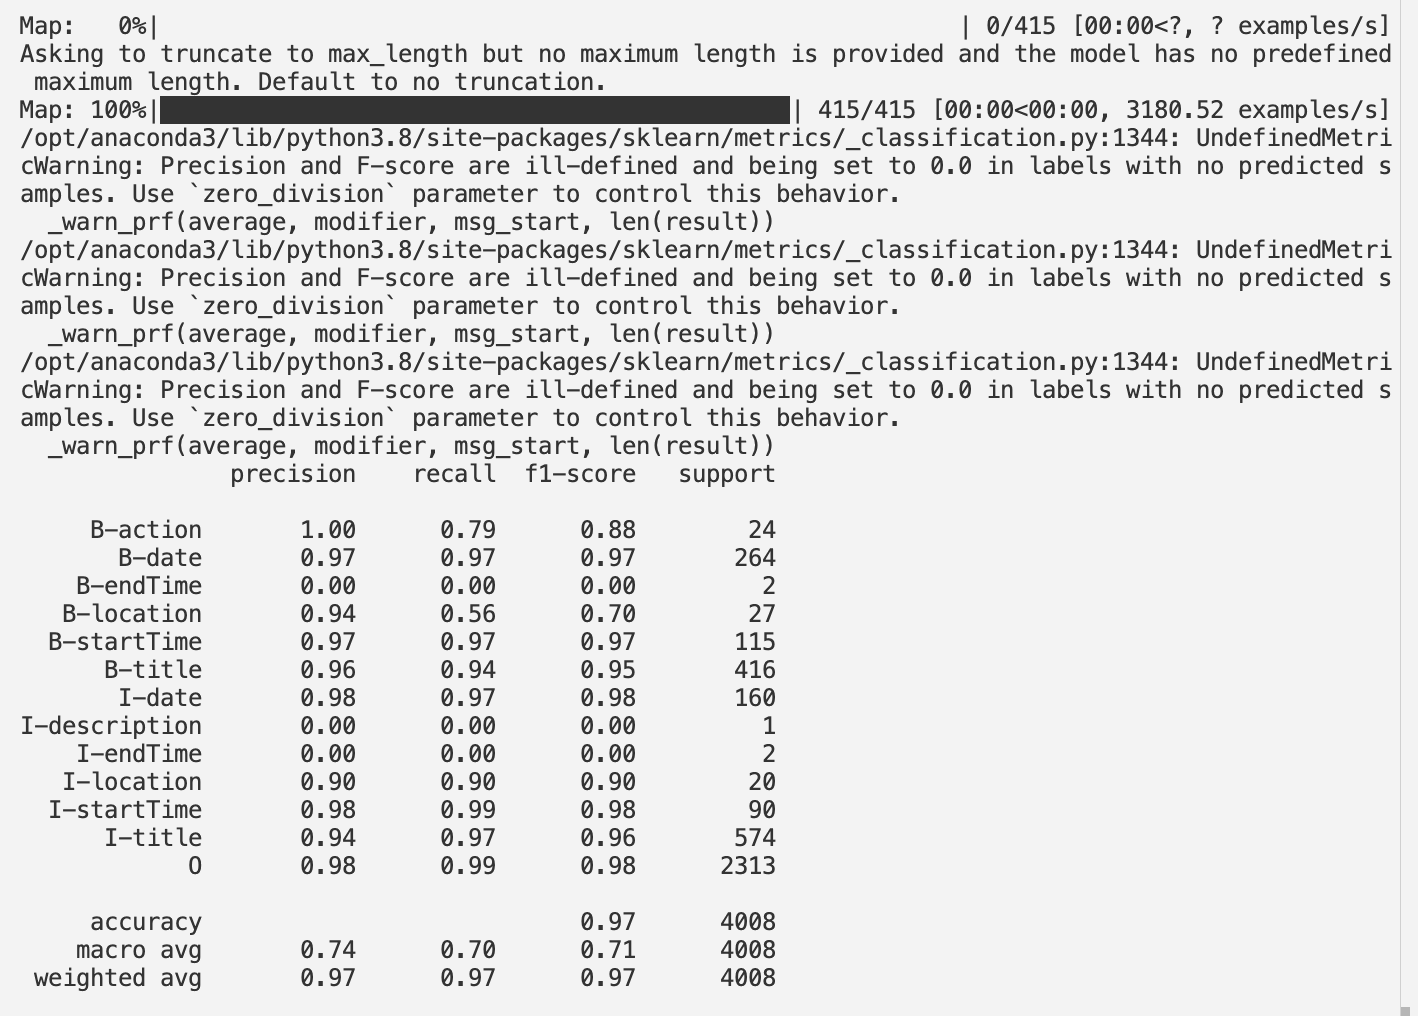 Map:   0%|                                                         | 0/415 [00:00<?, ? examples/s]
Asking to truncate to max_length but no maximum length is provided and the model has no predefined
 maximum length. Default to no truncation.
Map: 100%|█████████████████████████████████████████████| 415/415 [00:00<00:00, 3180.52 examples/s]
/opt/anaconda3/lib/python3.8/site-packages/sklearn/metrics/_classification.py:1344: UndefinedMetri
cWarning: Precision and F-score are ill-defined and being set to 0.0 in labels with no predicted s
amples. Use `zero_division` parameter to control this behavior.
  _warn_prf(average, modifier, msg_start, len(result))
/opt/anaconda3/lib/python3.8/site-packages/sklearn/metrics/_classification.py:1344: UndefinedMetri
cWarning: Precision and F-score are ill-defined and being set to 0.0 in labels with no predicted s
amples. Use `zero_division` parameter to control this behavior.
  _warn_prf(average, modifier, msg_start, len(result))
/opt/anaconda3/lib/python3.8/site-packages/sklearn/metrics/_classification.py:1344: UndefinedMetri
cWarning: Precision and F-score are ill-defined and being set to 0.0 in labels with no predicted s
amples. Use `zero_division` parameter to control this behavior.
  _warn_prf(average, modifier, msg_start, len(result))
               precision    recall  f1-score   support

     B-action       1.00      0.79      0.88        24
       B-date       0.97      0.97      0.97       264
    B-endTime       0.00      0.00      0.00         2
   B-location       0.94      0.56      0.70        27
  B-startTime       0.97      0.97      0.97       115
      B-title       0.96      0.94      0.95       416
       I-date       0.98      0.97      0.98       160
I-description       0.00      0.00      0.00         1
    I-endTime       0.00      0.00      0.00         2
   I-location       0.90      0.90      0.90        20
  I-startTime       0.98      0.99      0.98        90
      I-title       0.94      0.97      0.96       574
            O       0.98      0.99      0.98      2313

     accuracy                           0.97      4008
    macro avg       0.74      0.70      0.71      4008
 weighted avg       0.97      0.97      0.97      4008